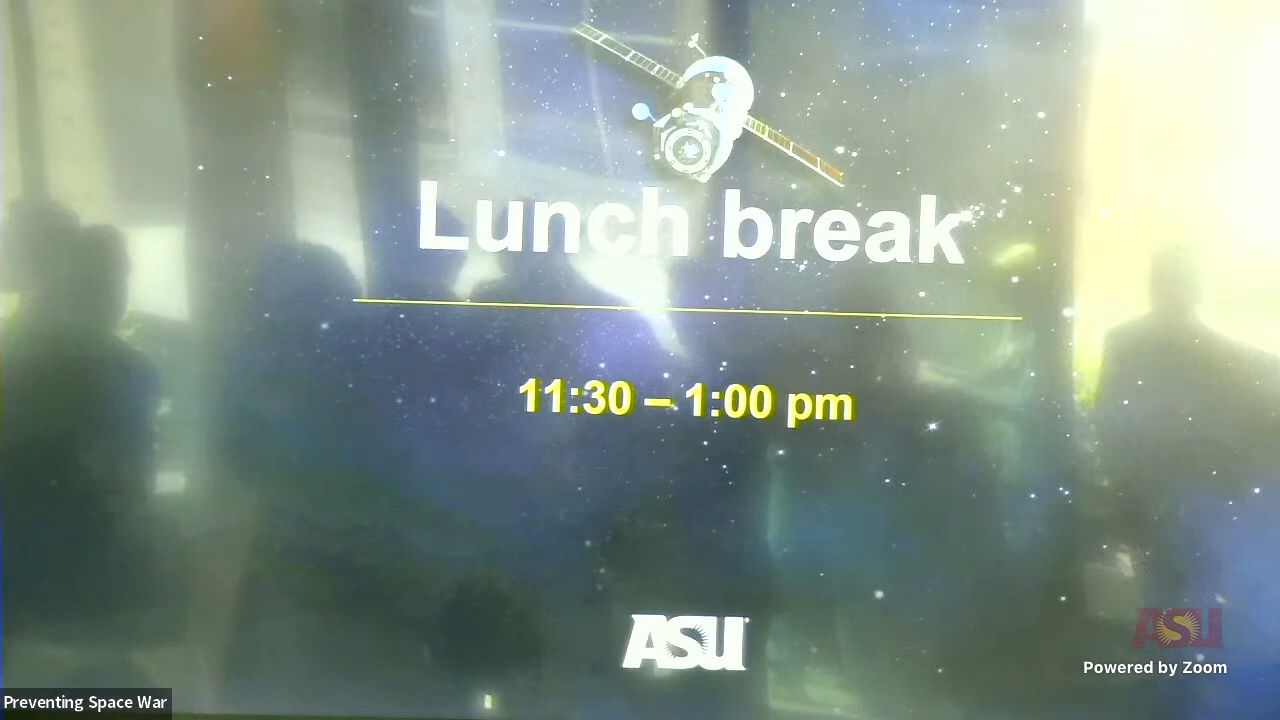 Lunch break
11:30 – 1:00 pm
ASU
ASU
Powered by Zoom
Preventing Space War